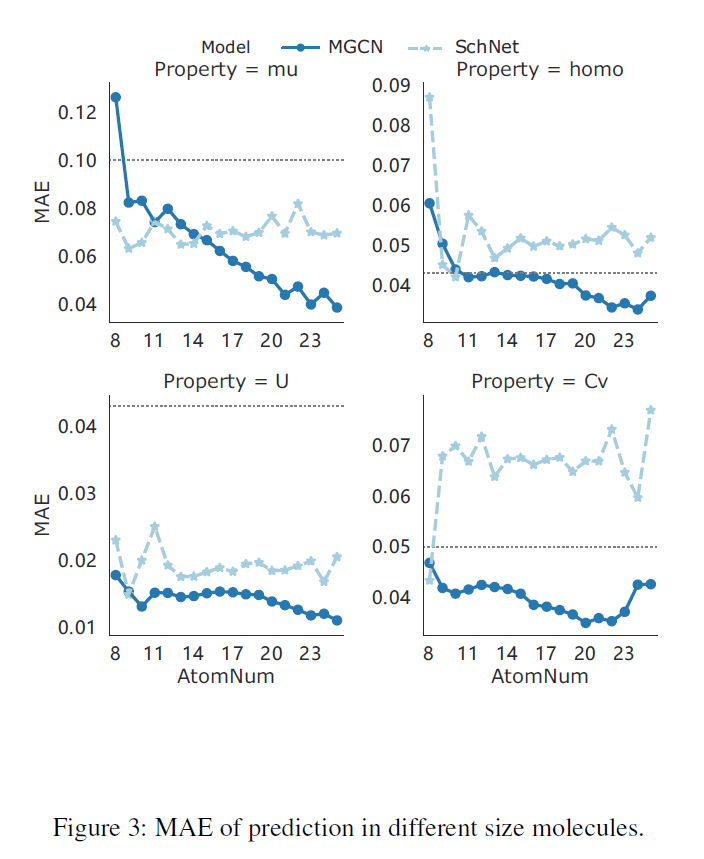 Model MGCN SchNet
Property = mu
Property = homo
0.12
0.10
0.08
0.06
0.04
MAE
8 11 14 17 20 23
0.09
0.08
0.07
0.06
0.05
0.04
8 11 14 17 20 23
Property = U
Property = Cv
0.04
0.03
0.02
0.01
MAE
8 11 14 17 20 23
AtomNum
0.07
0.06
0.05
0.04
8 11 14 17 20 23
AtomNum
Figure 3: MAE of prediction in different size molecules.